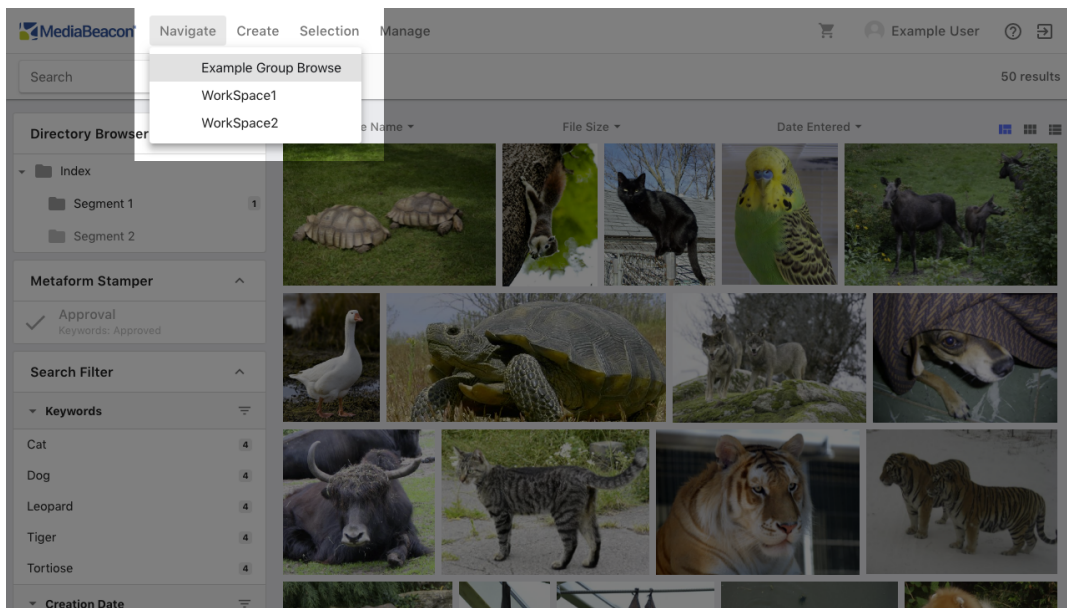 MediaBeacon®
Navigate Create Selection Manage
Example User
Example Group Browse
WorkSpace1
WorkSpace2
Search
50 results
Directory Browser
Name
File Size
Date Entered
Index
Segment 1 1
Segment 2
Metaform Stamper
Approval
Keywords: Approved
Search Filter
Keywords
Cat 4
Dog 4
Leopard 4
Tiger 4
Tortiose 4
Creation Date